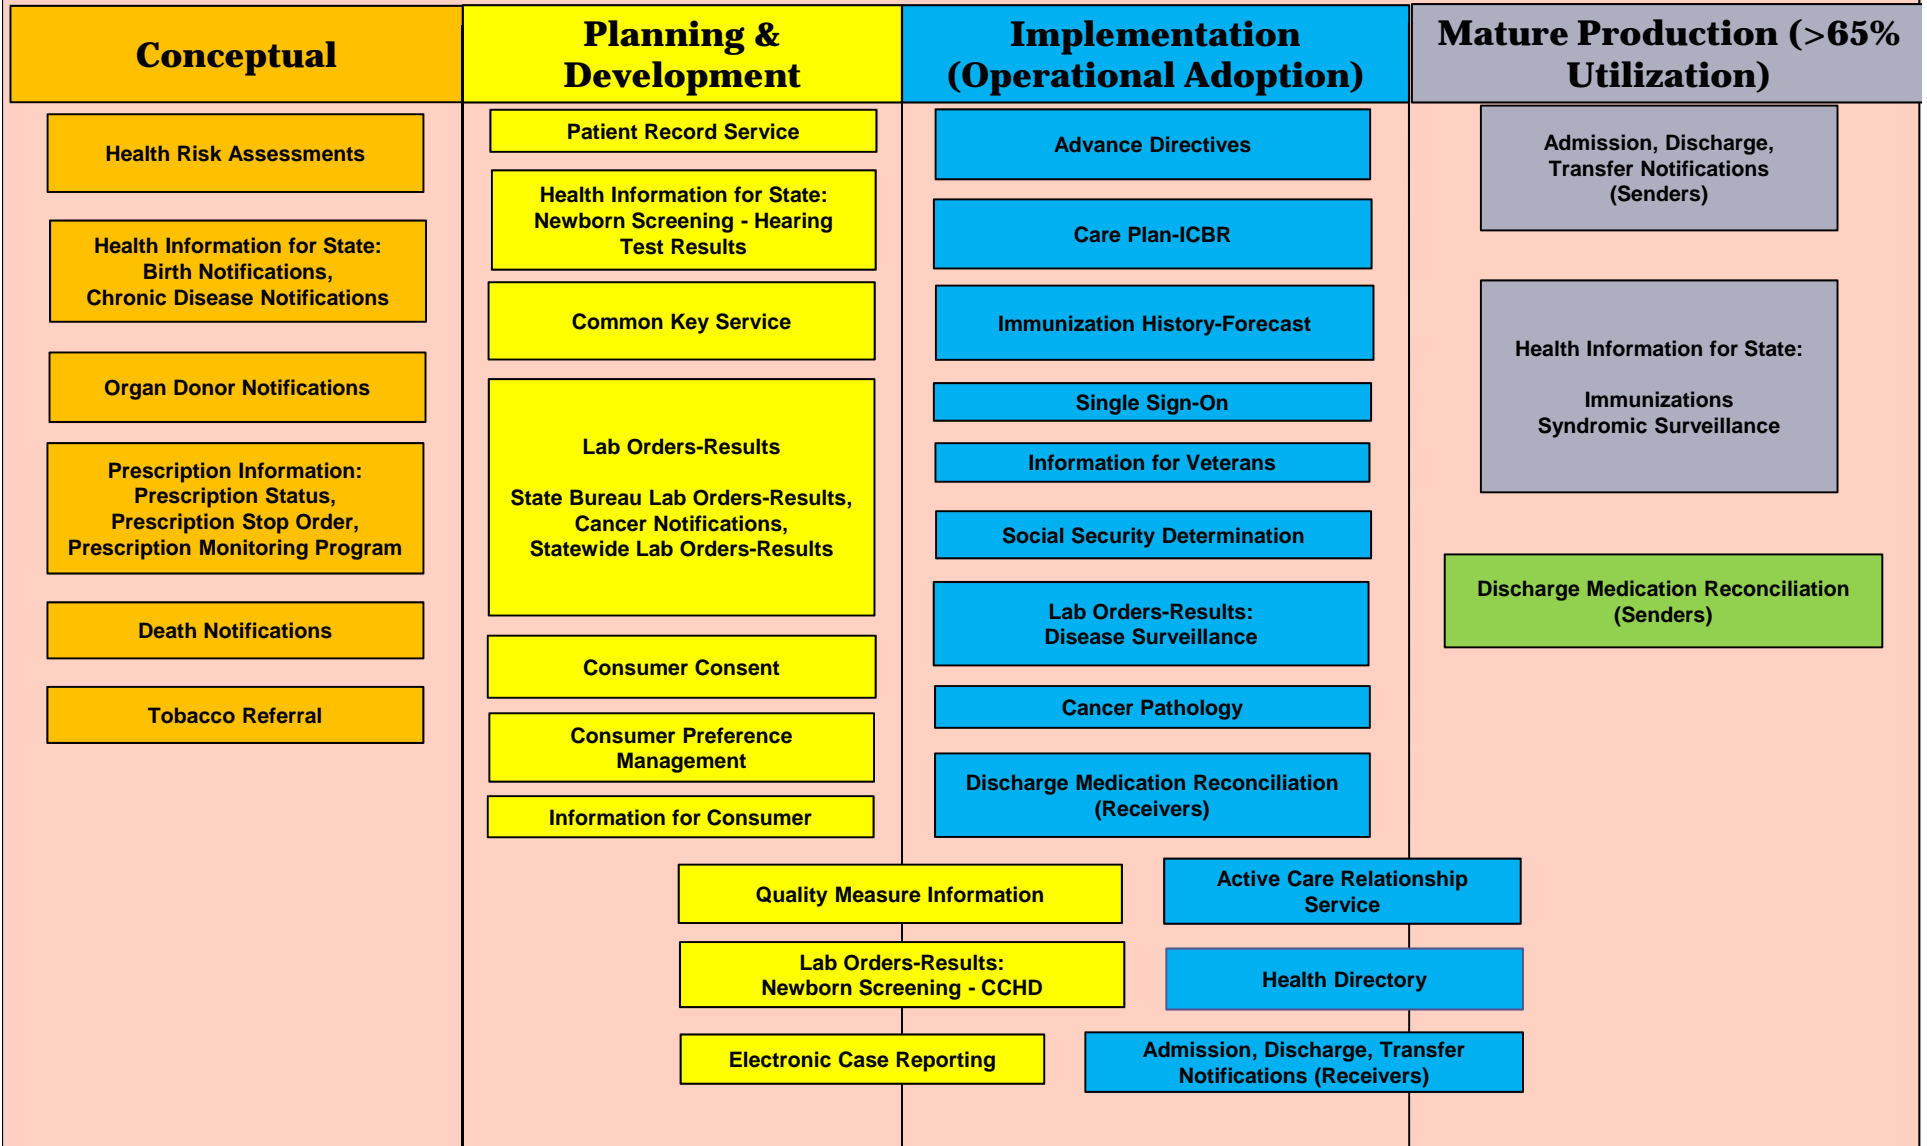 Conceptual
Planning &
Development
Implementation
(Operational Adoption)
Mature Production (>65%
Utilization)
Health Risk Assessments
Health Information for State:
Birth Notifications,
Chronic Disease Notifications
Organ Donor Notifications
Prescription Information:
Prescription Status,
Prescription Stop Order,
Prescription Monitoring Program
Death Notifications
Tobacco Referral
Patient Record Service
Health Information for State:
Newborn Screening - Hearing
Test Results
Common Key Service
Lab Orders-Results
State Bureau Lab Orders-Results,
Cancer Notifications,
Statewide Lab Orders-Results
Consumer Consent
Consumer Preference
Management
Information for Consumer
Quality Measure Information
Lab Orders-Results:
Newborn Screening - CCHD
Electronic Case Reporting
Advance Directives
Care Plan-ICBR
Immunization History-Forecast
Single Sign-On
Information for Veterans
Social Security Determination
Lab Orders-Results:
Disease Surveillance
Cancer Pathology
Discharge Medication Reconciliation
(Receivers)
Active Care Relationship
Service
Health Directory
Admission, Discharge, Transfer
Notifications (Receivers)
Admission, Discharge,
Transfer Notifications
(Senders)
Health Information for State:
Immunizations
Syndromic Surveillance
Discharge Medication Reconciliation
(Senders)